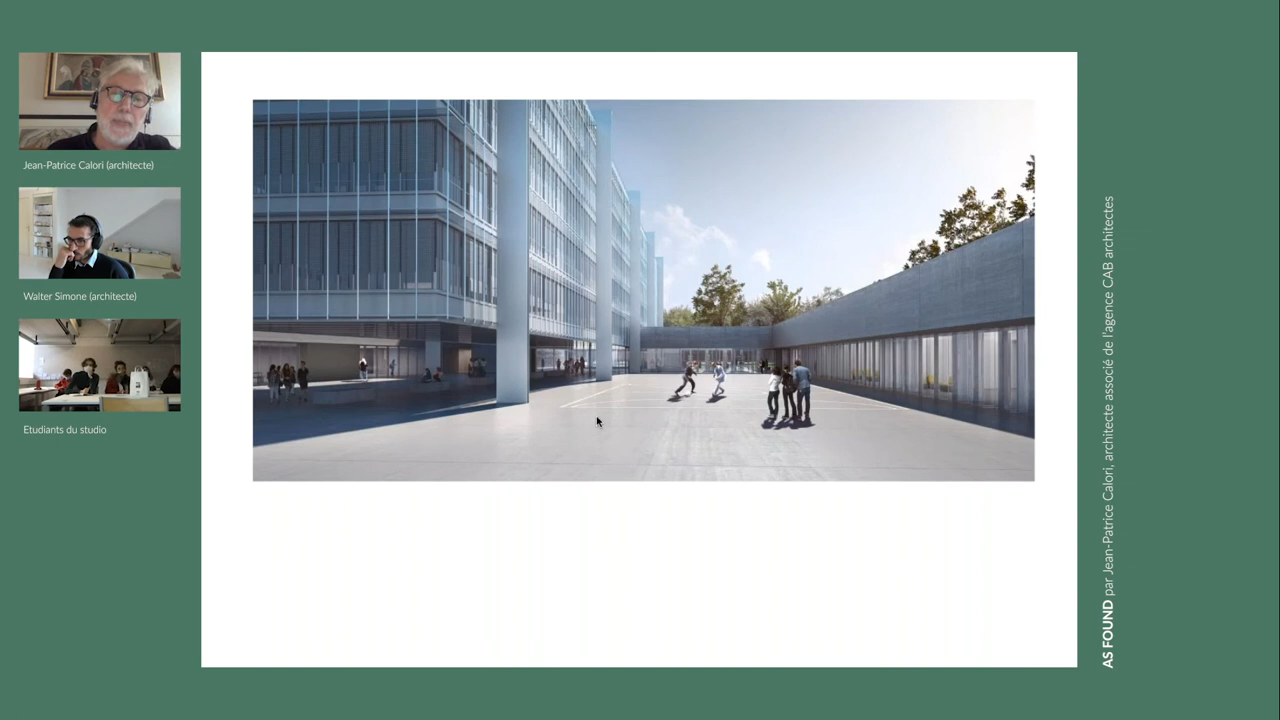 Jean-Patrice Calori (architecte)
Walter Simone (architecte)
Etudiants du studio
AS FOUND par Jean-Patrice Calori, architecte associé de l'agence CAB architectes